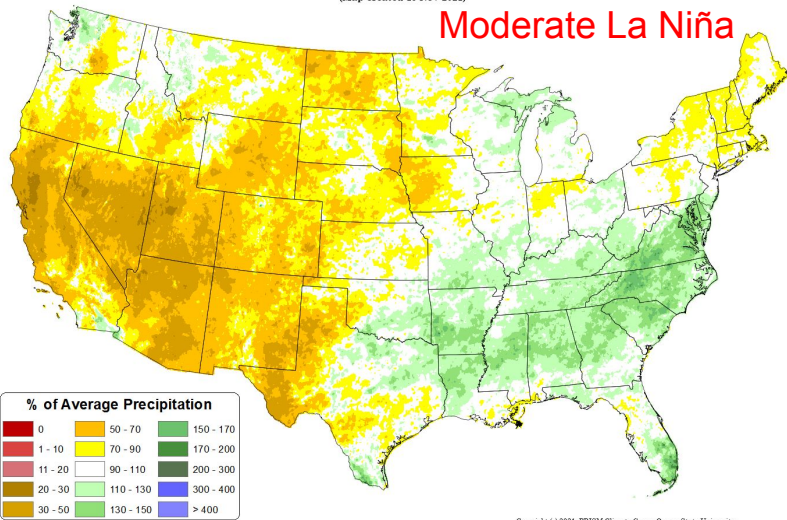 Moderate La Niña
% of Average Precipitation
0
50 - 70
150 - 170
1 - 10
70 - 90
170 - 200
11 - 20
90 - 110
200 - 300
20 - 30
110 - 130
300 - 400
30 - 50
130 - 150
> 400